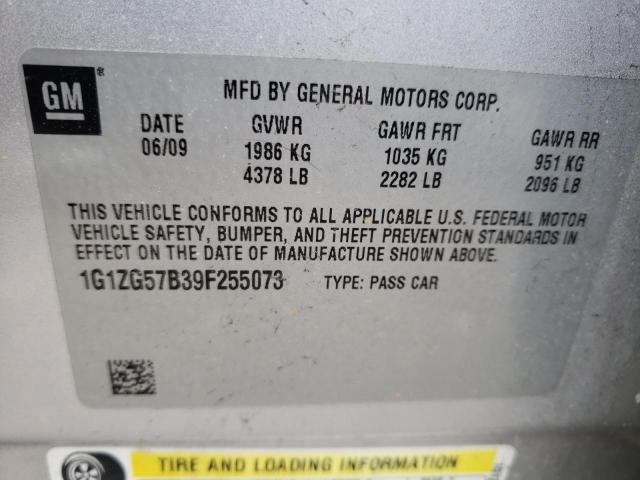 GM®
MFD BY GENERAL MOTORS CORP.
DATE GVWR GAWR FRT GAWR RR
06/09 1986 KG 1035 KG 951 KG
4378 LB 2282 LB 2096 LB
THIS VEHICLE CONFORMS TO ALL APPLICABLE U.S. FEDERAL MOTOR
VEHICLE SAFETY, BUMPER, AND THEFT PREVENTION STANDARDS IN
EFFECT ON THE DATE OF MANUFACTURE SHOWN ABOVE.
1G1ZG57B39F255073 TYPE: PASS CAR
TIRE AND LOADING INFORMATION